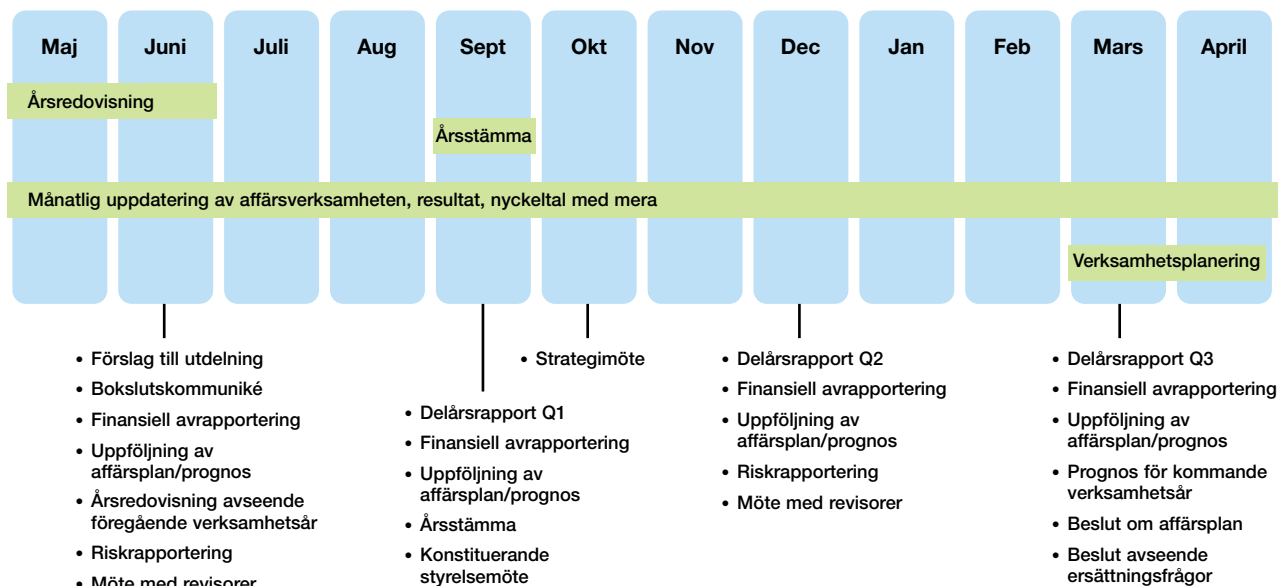 Maj
Juni
Juli
Aug
Sept
Okt
Nov
Dec
Jan
Feb
Mars
April
Årsredovisning
Årsstämma
Månatlig uppdatering av affärsverksamheten, resultat, nyckeltal med mera
Verksamhetsplanering
• Förslag till utdelning
• Bokslutskommuniké
• Finansiell avrapportering
• Uppföljning av
affärsplan/prognos
• Årsredovisning avseende
föregående verksamhetsår
• Riskrapportering
• Möte med revisorer
• Delårsrapport Q1
• Finansiell avrapportering
• Uppföljning av
affärsplan/prognos
• Årsstämma
• Konstituerande
styrelsemöte
• Strategimöte
• Delårsrapport Q2
• Finansiell avrapportering
• Uppföljning av
affärsplan/prognos
• Riskrapportering
• Möte med revisorer
• Delårsrapport Q3
• Finansiell avrapportering
• Uppföljning av
affärsplan/prognos
• Prognos för kommande
verksamhetsår
• Beslut om affärsplan
• Beslut avseende
ersättningsfrågor